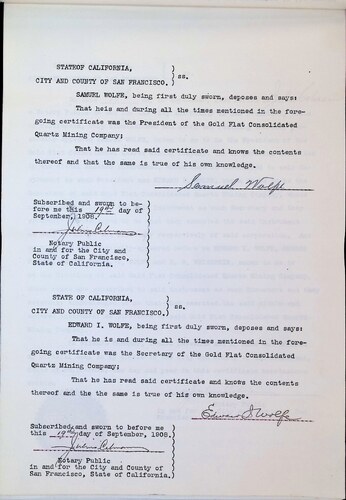 STATEOF CALIFORNIA, )
) ss.
CITY AND COUNTY OF SAN FRANCISCO. )
SAMUEL WOLFE, being first duly sworn, deposes and says:
That heis and during all the times mentioned in the fore-
going certificate was the President of the Gold Flat Consolidated
Quartz Mining Company;
That he has read said certificate and knows the contents
thereof and that the same is true of his own knowledge.
Samuel Wolfe
Subscribed and sworn to be-
fore me this 19th day of
September, 1908.
Notary Public
in and for the City and
County of San Francisco,
State of California.
STATE OF CALIFORNIA, )
) ss.
CITY AND COUNTY OF SAN FRANCISCO. )
EDWARD I. WOLFE, being first duly sworn, deposes and says:
That he is and during all the times mentioned in the fore-
going certificate was the Secretary of the Gold Flat Consolidated
Quartz Mining Company;
That he has read said certificate and knows the contents
thereof and the the same is true of his own knowledge.
Edward I Wolfe
Subscribed and sworn to before me
this 19th day of September, 1908.
Notary Public
in and for the City and County of
San Francisco, State of California.